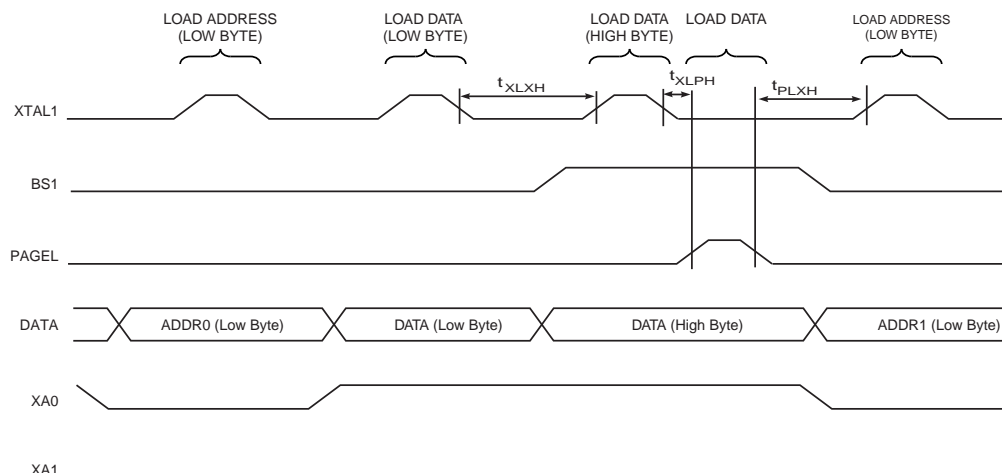 LOAD ADDRESS
(LOW BYTE)
LOAD DATA
(LOW BYTE)
LOAD DATA
(HIGH BYTE)
LOAD DATA
LOAD ADDRESS
(LOW BYTE)
XTAL1
tXLXH
tXLPH
tPLXH
BS1
PAGEL
DATA
ADDR0 (Low Byte)
DATA (Low Byte)
DATA (High Byte)
ADDR1 (Low Byte)
XA0
XA1